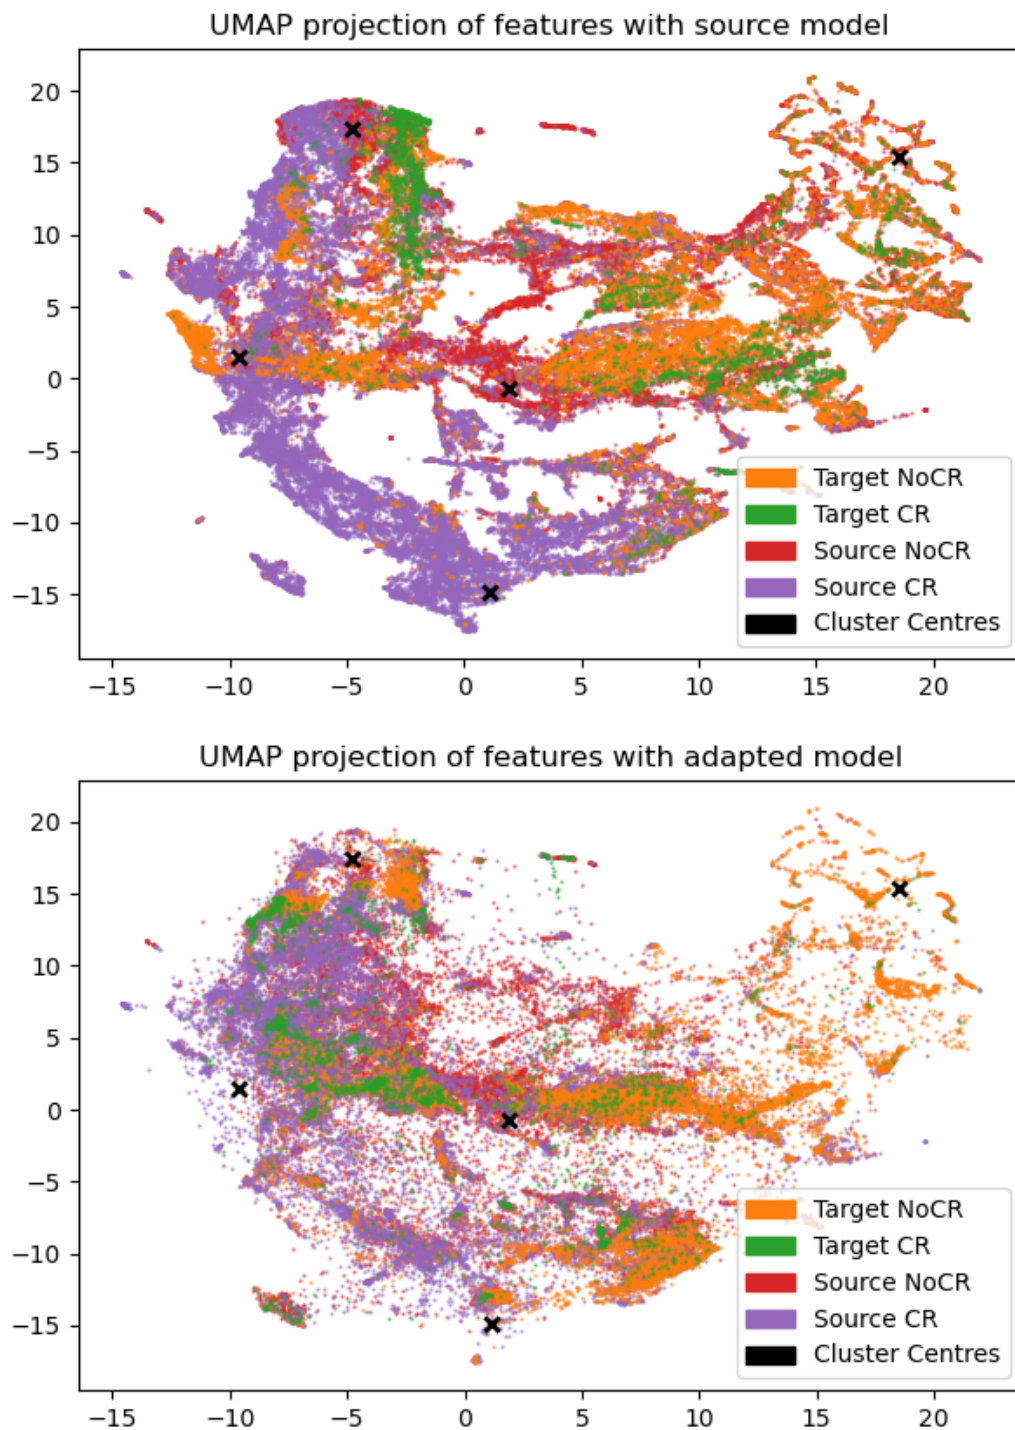 UMAP projection of features with source model
20
15
10
5
0
−5
−10
−15
Target NoCR
Target CR
Source NoCR
Source CR
Cluster Centres
−15 −10 −5 0 5 10 15 20
UMAP projection of features with adapted model
20
15
10
5
0
−5
−10
−15
Target NoCR
Target CR
Source NoCR
Source CR
Cluster Centres
−15 −10 −5 0 5 10 15 20